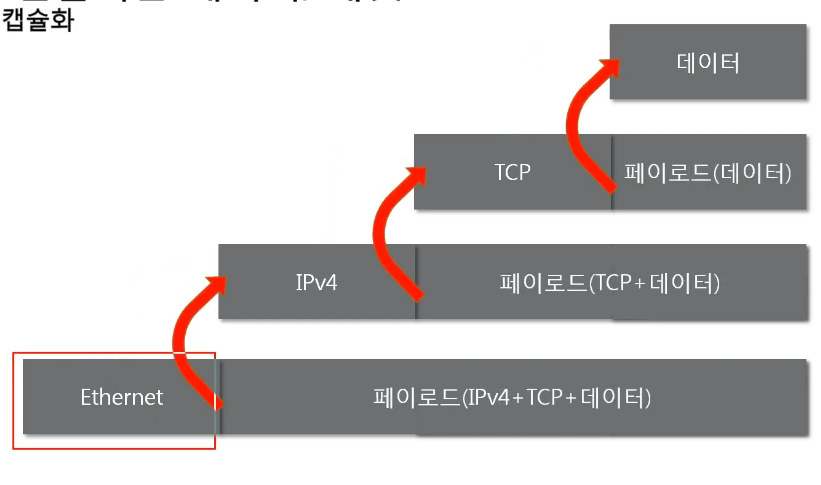 캡슐화
데이터
TCP
페이로드(데이터)
IPv4
페이로드(TCP+데이터)
Ethernet
페이로드(IPv4+TCP+데이터)